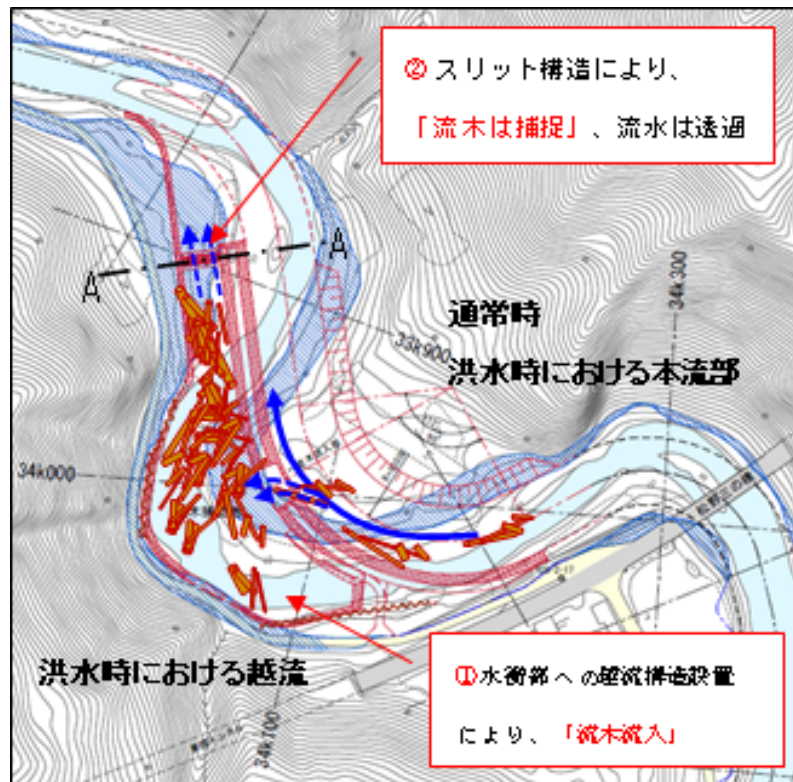 ② スリット構造により、
「流木は捕捉」、流水は透過
A
A
通常時
洪水時における本流部
34k300
33k900
34k000
34k100
洪水時における越流
①水衝部への越流構造設置
により、「流木流入」